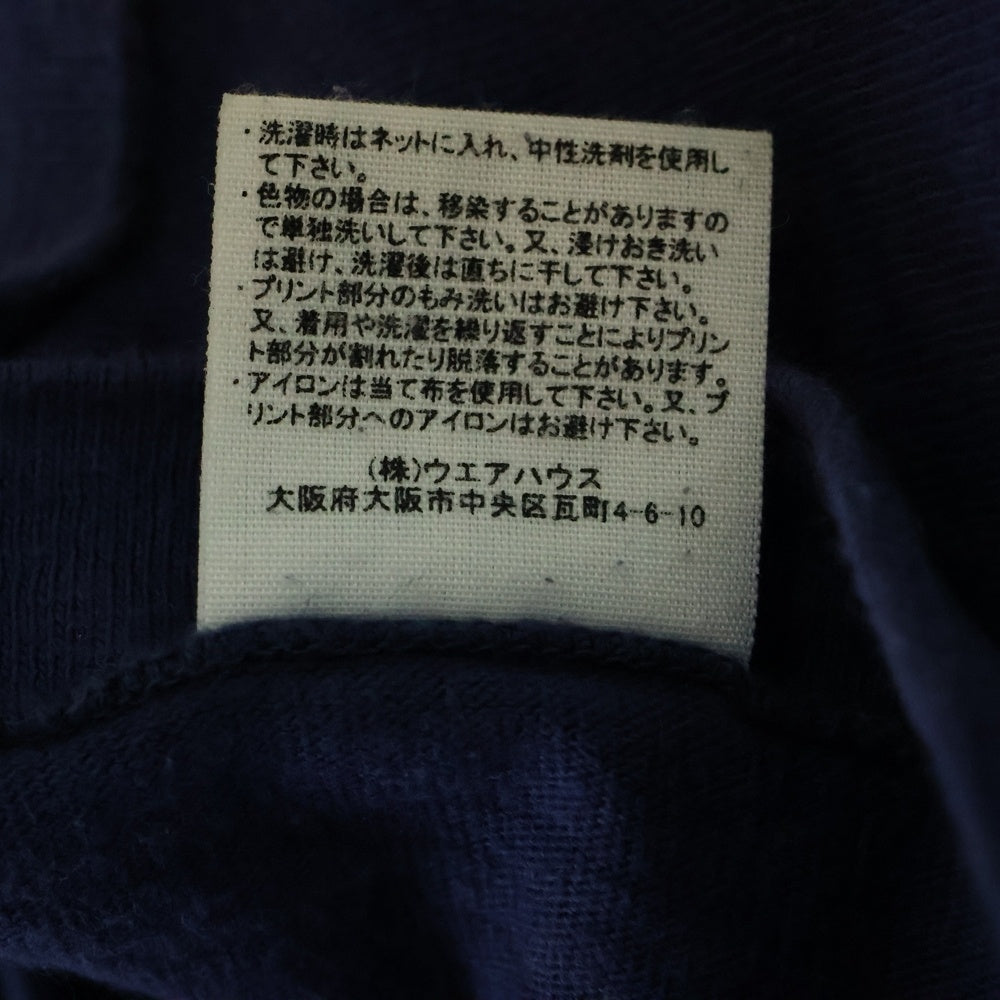 ・洗濯時はネットに入れ、中性洗剤を使用し
て下さい。
・色物の場合は、移染することがありますの
で単独洗いして下さい。又、浸けおき洗い
は避け、洗濯後は直ちに干して下さい。
・プリント部分のもみ洗いはお避け下さい。
又、着用や洗濯を繰り返すことによりプリン
ト部分が割れたり脱落することがあります。
・アイロンは当て布を使用して下さい。又、プ
リント部分へのアイロンはお避け下さい。
(株)ウエアハウス
大阪府大阪市中央区瓦町4-6-10